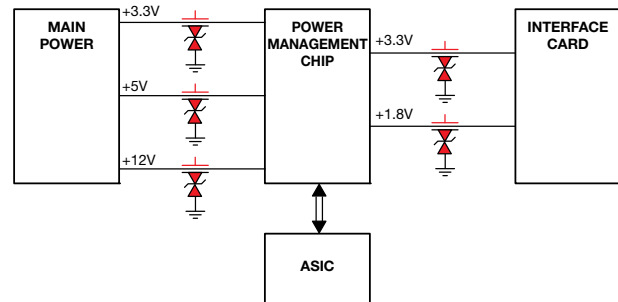 MAIN
POWER
+3.3V
+5V
+12V
POWER
MANAGEMENT
CHIP
+3.3V
+1.8V
INTERFACE
CARD
ASIC